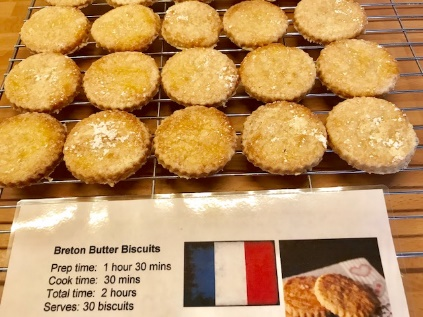 Breton Butter Biscuits
Prep time: 1 hour 30 mins
Cook time: 30 mins
Total time: 2 hours
Serves: 30 biscuits